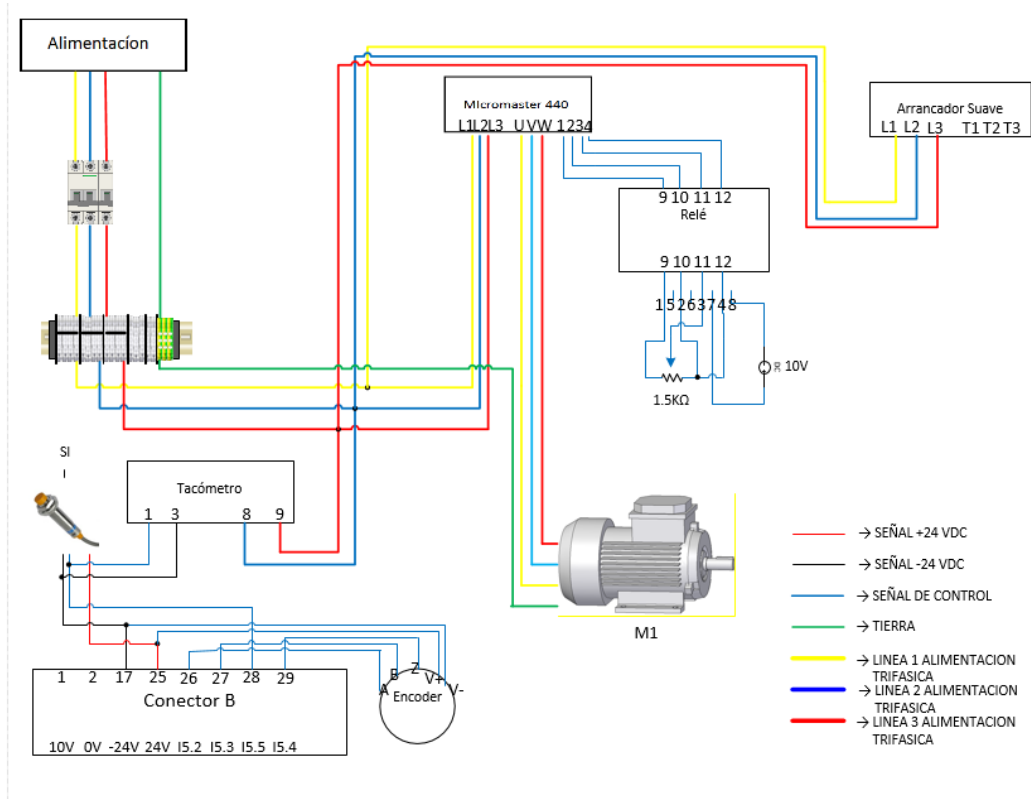 Alimentacíon
MIcromaster 440
L1L2L3 UVW 1234
Arrancador Suave
L1 L2 L3 T1 T2 T3
9 10 11 12
Relé
9 10 11 12
15263748
1.5KΩ
10V
SI
Tacómetro
1 3 8 9
M1
→ SEÑAL +24 VDC
→ SEÑAL -24 VDC
→ SEÑAL DE CONTROL
→ TIERRA
→ LINEA 1 ALIMENTACION
TRIFASICA
→ LINEA 2 ALIMENTACION
TRIFASICA
→ LINEA 3 ALIMENTACION
TRIFASICA
1 2 17 25 26 27 28 29
Conector B
10V 0V -24V 24V I5.2 I5.3 I5.5 I5.4
A B Z V+ V-
Encoder